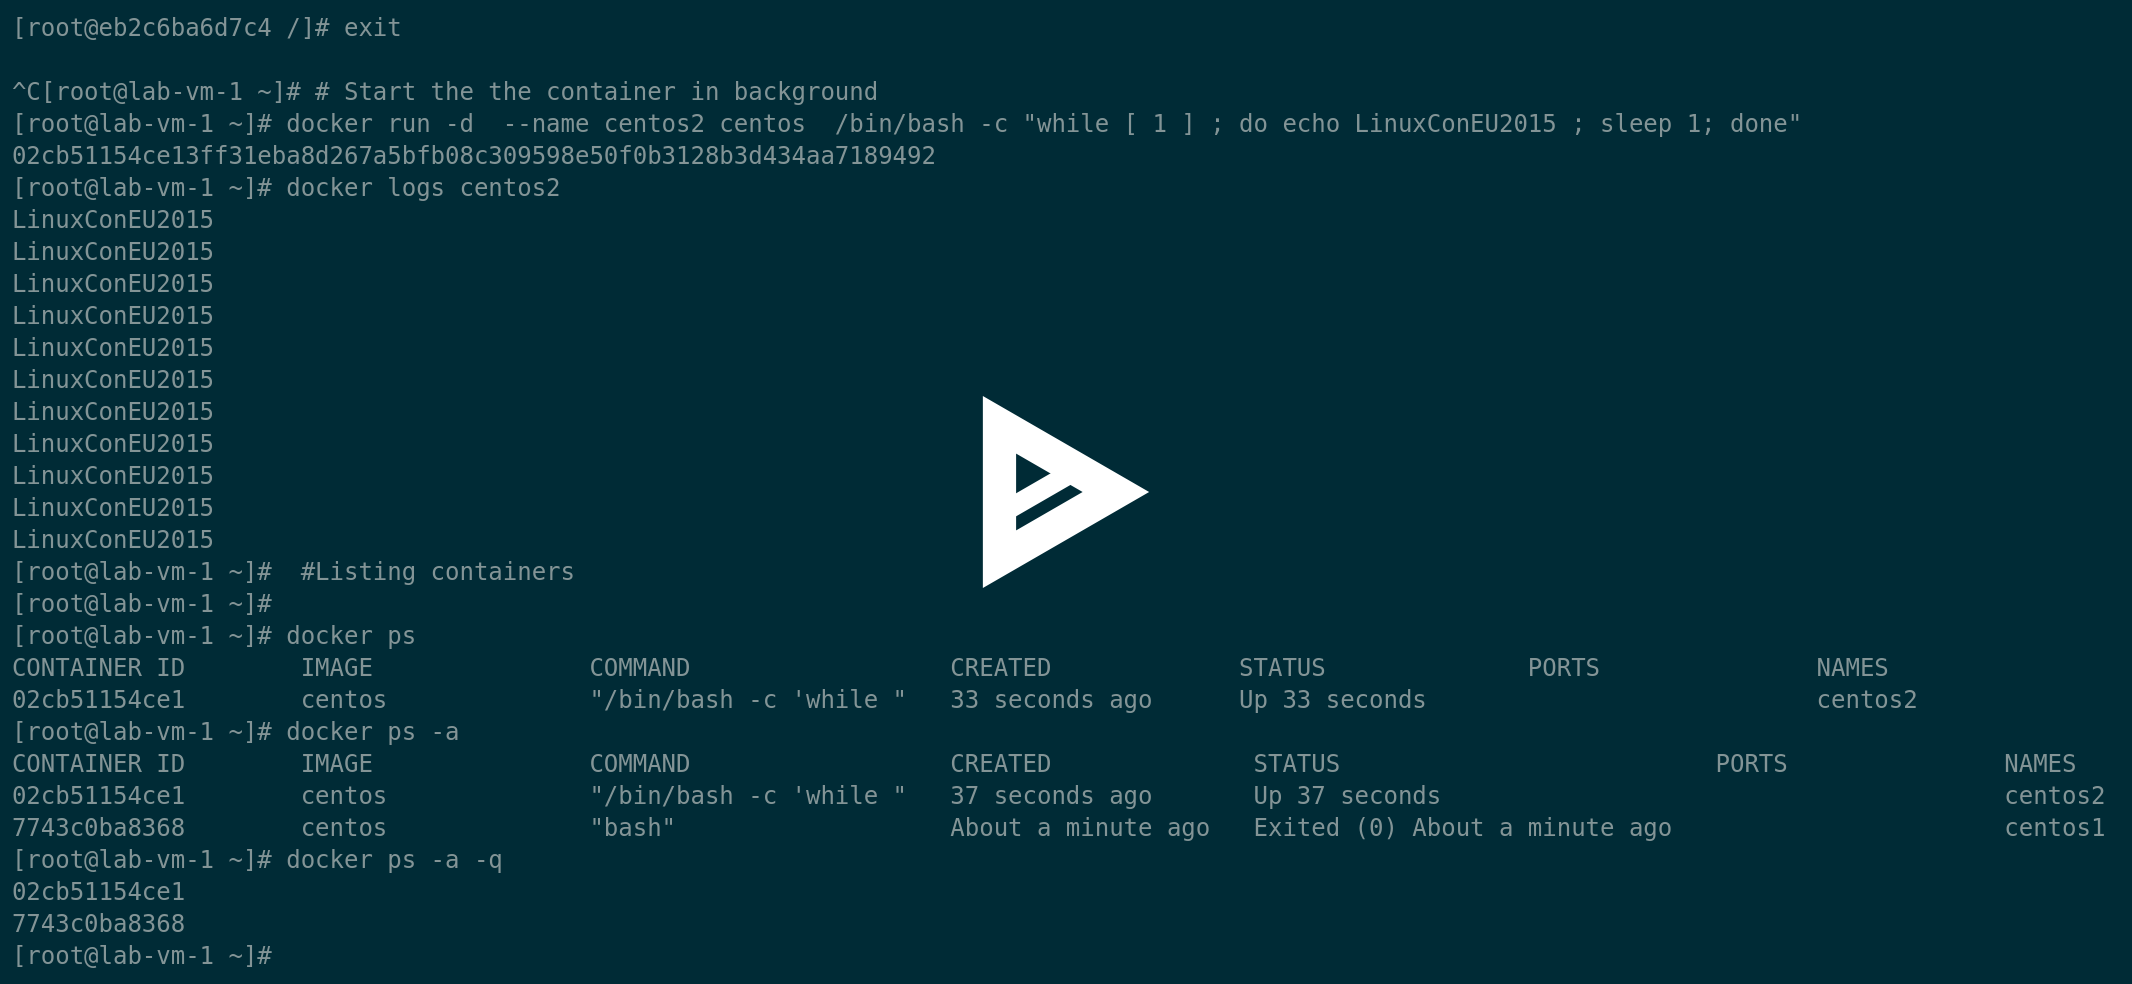 [root@eb2c6ba6d7c4 /]# exit
^C[root@lab-vm-1 ~]# # Start the the container in background
[root@lab-vm-1 ~]# docker run -d  --name centos2 centos  /bin/bash -c "while [ 1 ] ; do echo LinuxConEU2015 ; sleep 1; done"
02cb51154ce13ff31eba8d267a5bfb08c309598e50f0b3128b3d434aa7189492
[root@lab-vm-1 ~]# docker logs centos2
LinuxConEU2015
LinuxConEU2015
LinuxConEU2015
LinuxConEU2015
LinuxConEU2015
LinuxConEU2015
LinuxConEU2015
LinuxConEU2015
LinuxConEU2015
LinuxConEU2015
LinuxConEU2015
[root@lab-vm-1 ~]#  #Listing containers
[root@lab-vm-1 ~]#
[root@lab-vm-1 ~]# docker ps
CONTAINER ID        IMAGE               COMMAND                  CREATED             STATUS              PORTS               NAMES
02cb51154ce1        centos              "/bin/bash -c 'while "   33 seconds ago      Up 33 seconds                           centos2
[root@lab-vm-1 ~]# docker ps -a
CONTAINER ID        IMAGE               COMMAND                  CREATED              STATUS                          PORTS               NAMES
02cb51154ce1        centos              "/bin/bash -c 'while "   37 seconds ago       Up 37 seconds                                       centos2
7743c0ba8368        centos              "bash"                   About a minute ago   Exited (0) About a minute ago                       centos1
[root@lab-vm-1 ~]# docker ps -a -q
02cb51154ce1
7743c0ba8368
[root@lab-vm-1 ~]#